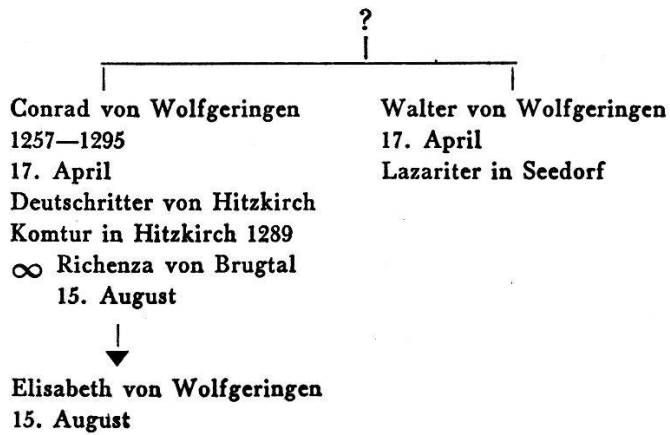 ?
Conrad von Wolfgeringen
1257—1295
17. April
Deutschritter von Hitzkirch
Komtur in Hitzkirch 1289
∞ Richenza von Brugtal
15. August
Walter von Wolfgeringen
17. April
Lazariter in Seedorf
Elisabeth von Wolfgeringen
15. August